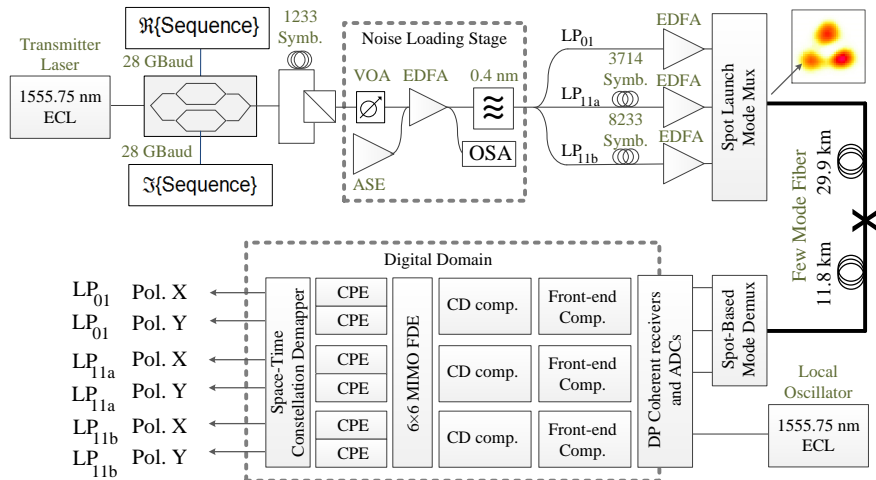 Transmitter
Laser
1555.75 nm
ECL
ℜ{Sequence}
28 GBaud
28 GBaud
ℑ{Sequence}
1233
Symb.
Noise Loading Stage
VOA
EDFA
0.4 nm
ASE
OSA
LP01
3714
Symb.
LP11a
8233
Symb.
LP11b
EDFA
EDFA
EDFA
Spot Launch
Mode Mux
Few Mode Fiber
29.9 km
11.8 km
X
Digital Domain
LP01 Pol. X
LP01 Pol. Y
LP11a Pol. X
LP11a Pol. Y
LP11b Pol. X
LP11b Pol. Y
Space-Time
Constellation Demapper
CPE
CPE
CPE
CPE
CPE
CPE
6×6 MIMO FDE
CD comp.
CD comp.
CD comp.
Front-end
Comp.
Front-end
Comp.
Front-end
Comp.
DP Coherent receivers
and ADCs
Spot-Based
Mode Demux
Local
Oscillator
1555.75 nm
ECL